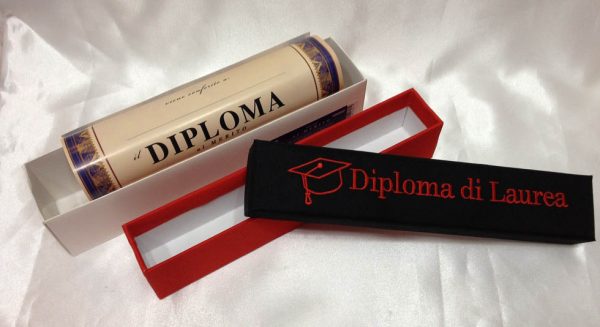 viene conferito a:
il DIPLOMA
DI MERITO
Diploma di Laurea